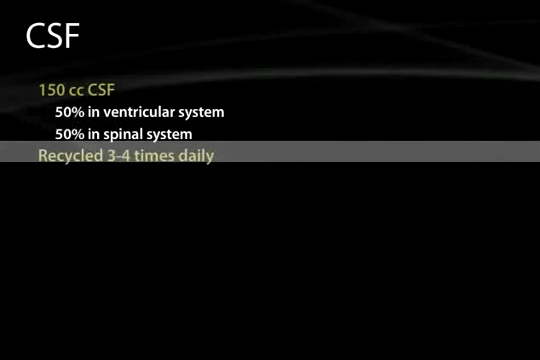 CSF
150 cc CSF
50% in ventricular system
50% in spinal system
Recycled 3-4 times daily